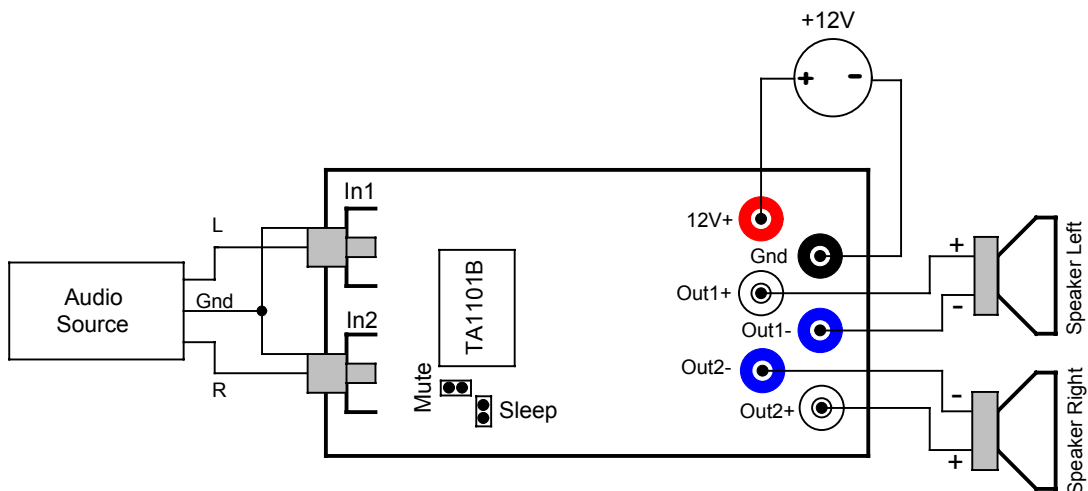 +12V
+ -
In1
L
12V+
Gnd
+
Speaker Left
Audio
Source
Gnd
TA1101B
Out1+
-
In2
Out1-
Out2-
R
Mute
Sleep
Out2+
-
+
Speaker Right